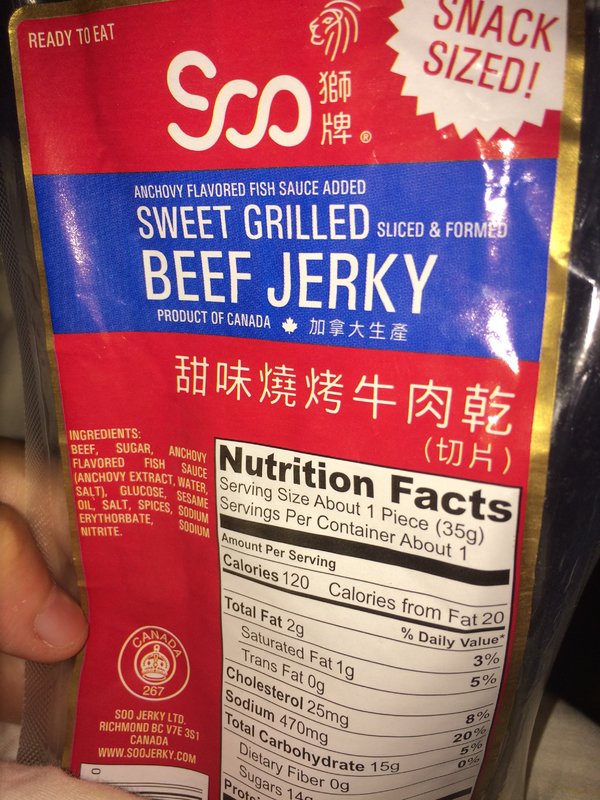 READY TO EAT
SNACK
SIZED!
Soo
獅
牌®
ANCHOVY FLAVORED FISH SAUCE ADDED
SWEET GRILLED SLICED & FORMED
BEEF JERKY
PRODUCT OF CANADA 加拿大生產
甜味燒烤牛肉乾
(切片)
INGREDIENTS:
BEEF, SUGAR, ANCHOVY
FLAVORED FISH SAUCE
(ANCHOVY EXTRACT, WATER,
SALT), GLUCOSE, SESAME
OIL, SALT, SPICES, SODIUM
ERYTHORBATE, SODIUM
NITRITE.
CANADA
267
SOO JERKY LTD.
RICHMOND BC V7E 3S1
CANADA
WWW.SOOJERKY.COM
0
Nutrition Facts
Serving Size About 1 Piece (35g)
Servings Per Container About 1
Amount Per Serving
Calories 120 Calories from Fat 20
% Daily Value*
Total Fat 2g 3%
Saturated Fat 1g 5%
Trans Fat 0g
Cholesterol 25mg 8%
Sodium 470mg 20%
Total Carbohydrate 15g 5%
Dietary Fiber 0g 0%
Sugars 14g